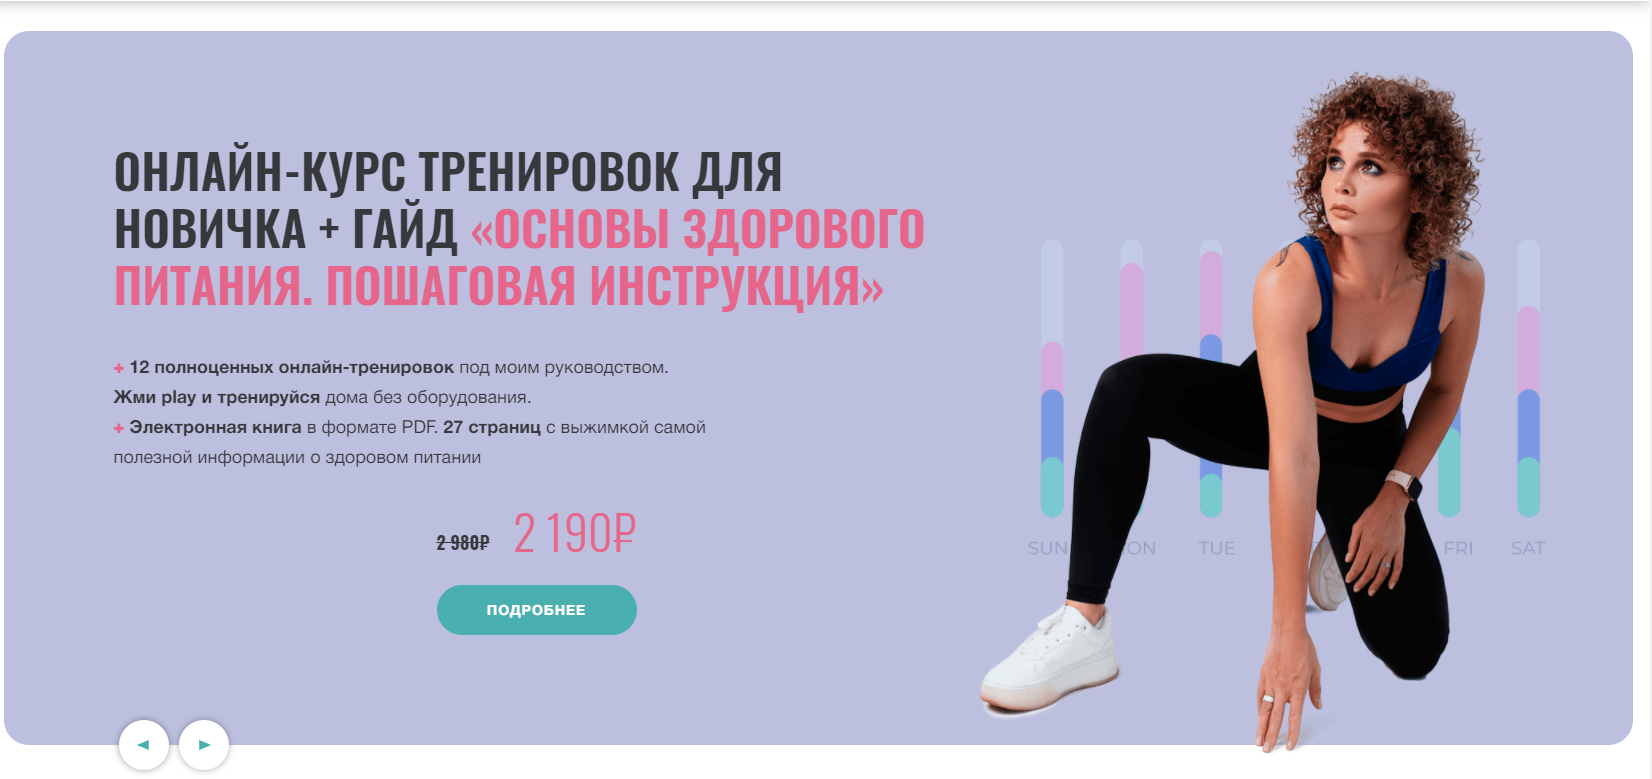 ОНЛАЙН-КУРС ТРЕНИРОВОК ДЛЯ
НОВИЧКА + ГАЙД «ОСНОВЫ ЗДОРОВОГО
ПИТАНИЯ. ПОШАГОВАЯ ИНСТРУКЦИЯ»
+ 12 полноценных онлайн-тренировок под моим руководством.
Жми play и тренируйся дома без оборудования.
+ Электронная книга в формате PDF. 27 страниц с выжимкой самой
полезной информации о здоровом питании
2 980₽ 2 190₽
ПОДРОБНЕЕ
SUN TUE FRI SAT